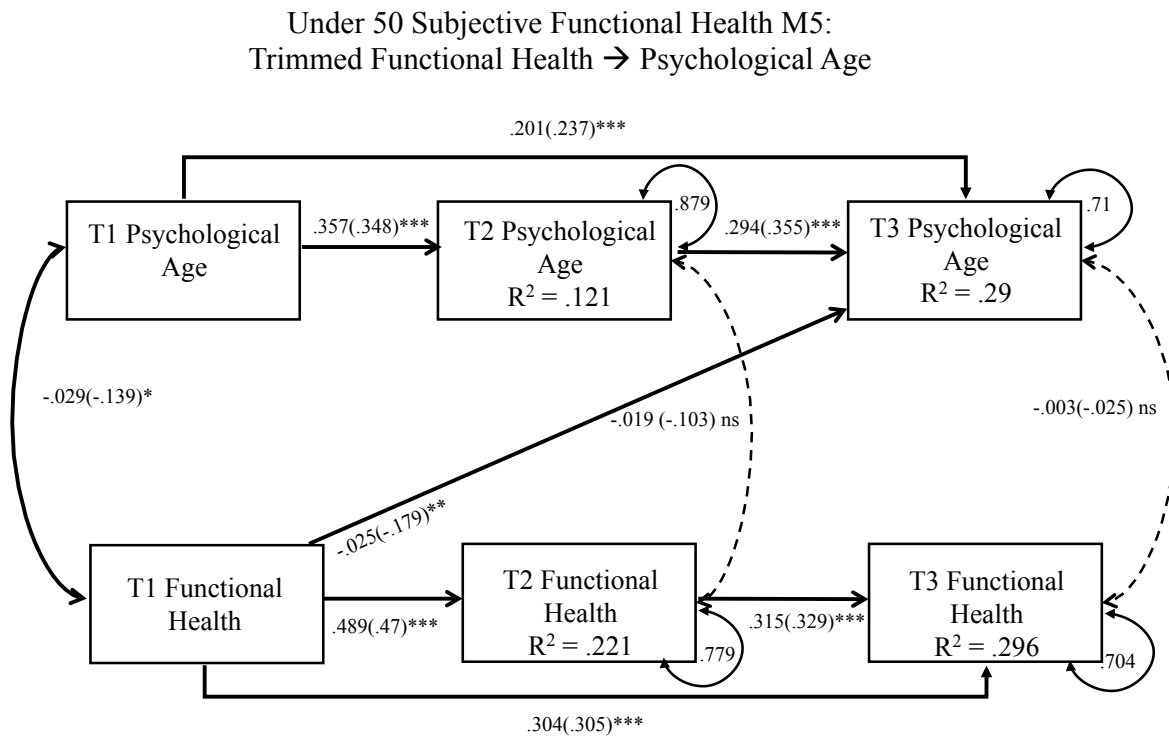 Under 50 Subjective Functional Health M5:
Trimmed Functional Health → Psychological Age
.201(.237)***
T1 Psychological
Age
.357(.348)***
T2 Psychological
Age
R² = .121
.879
.294(.355)***
T3 Psychological
Age
R² = .29
.71
-.029(-.139)*
-.019 (-.103) ns
-.003(-.025) ns
-.025(-.179)**
T1 Functional
Health
.489(.47)***
T2 Functional
Health
R² = .221
.779
.315(.329)***
T3 Functional
Health
R² = .296
.704
.304(.305)***